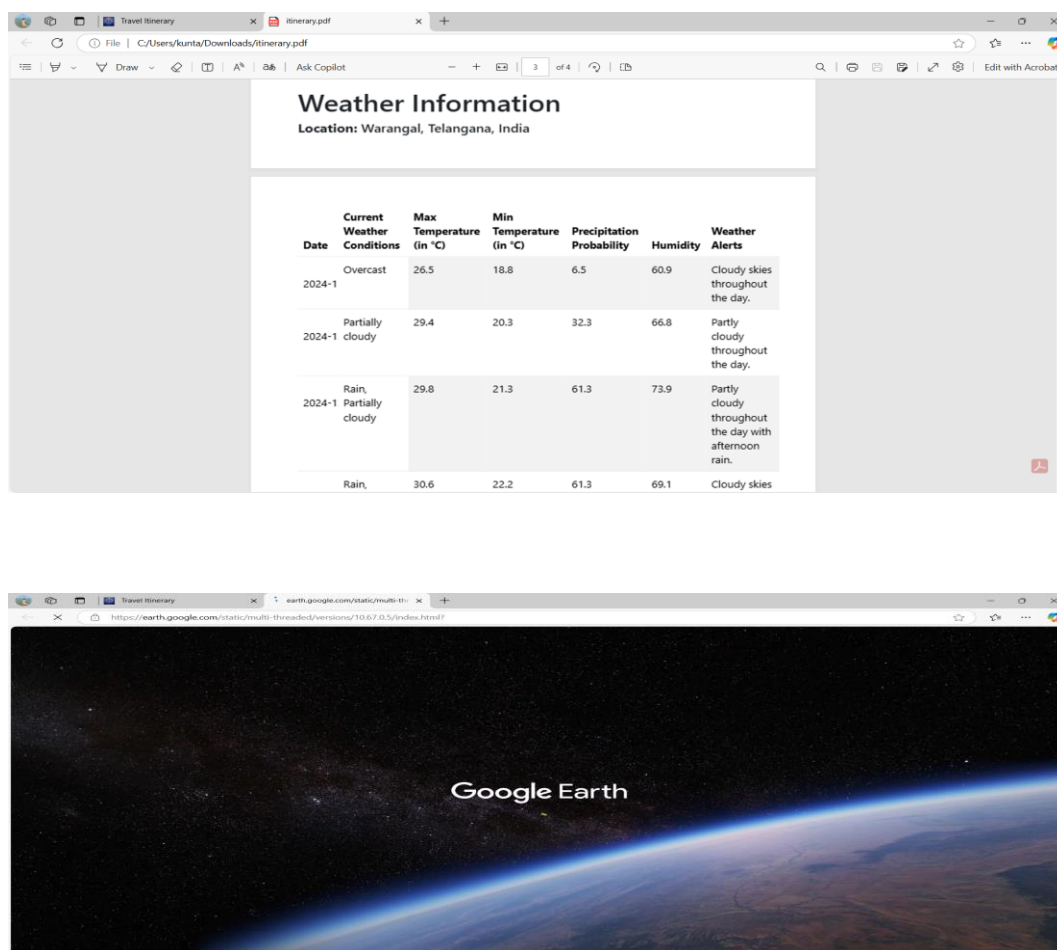 Travel Itinerary
itinerary.pdf
File | C:/Users/kunta/Downloads/itinerary.pdf
Draw
Ask Copilot
3 of 4
Edit with Acrobat
Weather Information
Location: Warangal, Telangana, India
Date Current Weather Conditions Max Temperature (in °C) Min Temperature (in °C) Precipitation Probability Humidity Weather Alerts
2024-1 Overcast 26.5 18.8 6.5 60.9 Cloudy skies throughout the day.
2024-1 Partially cloudy 29.4 20.3 32.3 66.8 Partly cloudy throughout the day.
2024-1 Rain, Partially cloudy 29.8 21.3 61.3 73.9 Partly cloudy throughout the day with afternoon rain.
Rain, 30.6 22.2 61.3 69.1 Cloudy skies
Travel Itinerary
earth.google.com/static/multi-thr
https://earth.google.com/static/multi-threaded/versions/10.67.0.5/index.html?
Google Earth